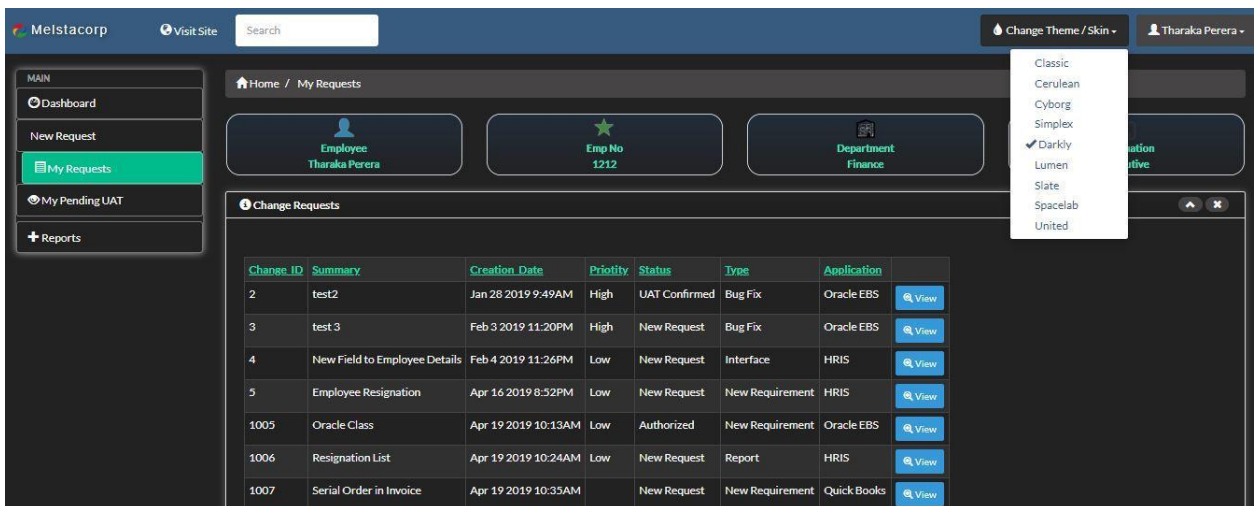 Melstacorp Visit Site Search Change Theme / Skin Tharaka Perera
Classic
Cerulean
Cyborg
Simplex
Darkly
Lumen
Slate
Spacelab
United
MAIN
Dashboard
New Request
My Requests
My Pending UAT
Reports
Home / My Requests
Employee
Tharaka Perera
Emp No
1212
Department
Finance
Change Requests
Change ID Summary Creation Date Priotity Status Type Application
2 test2 Jan 28 2019 9:49AM High UAT Confirmed Bug Fix Oracle EBS View
3 test 3 Feb 3 2019 11:20PM High New Request Bug Fix Oracle EBS View
4 New Field to Employee Details Feb 4 2019 11:26PM Low New Request Interface HRIS View
5 Employee Resignation Apr 16 2019 8:52PM Low New Request New Requirement HRIS View
1005 Oracle Class Apr 19 2019 10:13AM Low Authorized New Requirement Oracle EBS View
1006 Resignation List Apr 19 2019 10:24AM Low New Request Report HRIS View
1007 Serial Order in Invoice Apr 19 2019 10:35AM New Request New Requirement Quick Books View